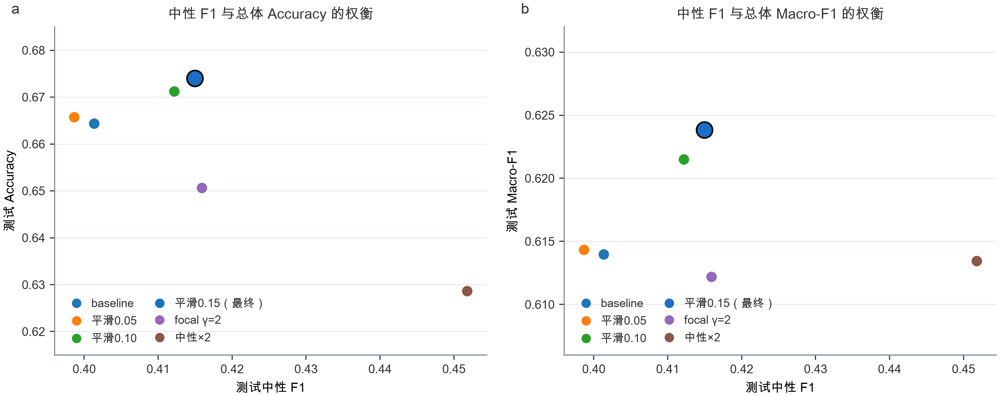 a
中性 F1 与总体 Accuracy 的权衡
测试 Accuracy
0.68
0.67
0.66
0.65
0.64
0.63
0.62
baseline
平滑0.05
平滑0.10
平滑0.15（最终）
focal γ=2
中性×2
0.40 0.41 0.42 0.43 0.44 0.45
测试中性 F1
b
中性 F1 与总体 Macro-F1 的权衡
测试 Macro-F1
0.630
0.625
0.620
0.615
0.610
baseline
平滑0.05
平滑0.10
平滑0.15（最终）
focal γ=2
中性×2
0.40 0.41 0.42 0.43 0.44 0.45
测试中性 F1